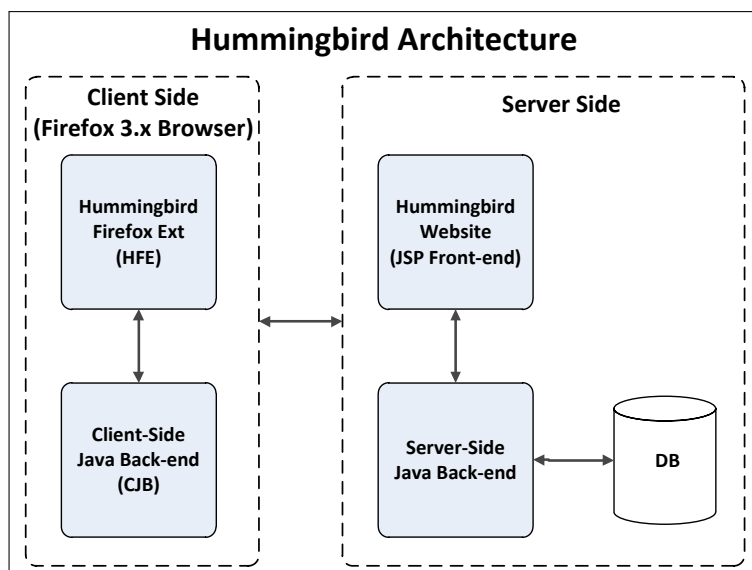 Hummingbird Architecture
Client Side
(Firefox 3.x Browser)
Hummingbird
Firefox Ext
(HFE)
Client-Side
Java Back-end
(CJB)
Server Side
Hummingbird
Website
(JSP Front-end)
Server-Side
Java Back-end
DB